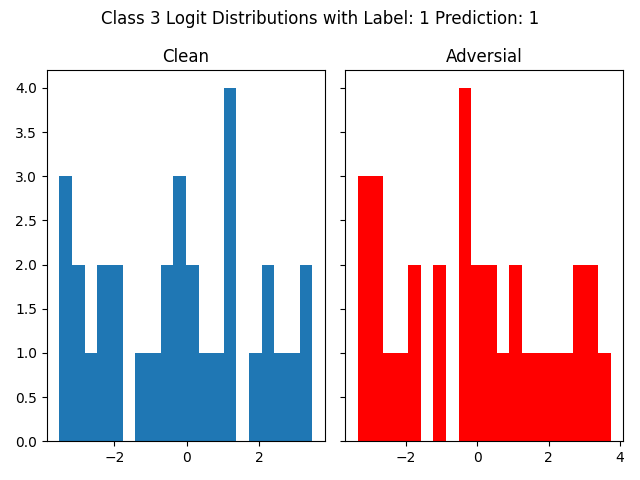 Class 3 Logit Distributions with Label: 1 Prediction: 1
Clean
Adversial
4.0
3.5
3.0
2.5
2.0
1.5
1.0
0.5
0.0
−2 0 2
−2 0 2 4